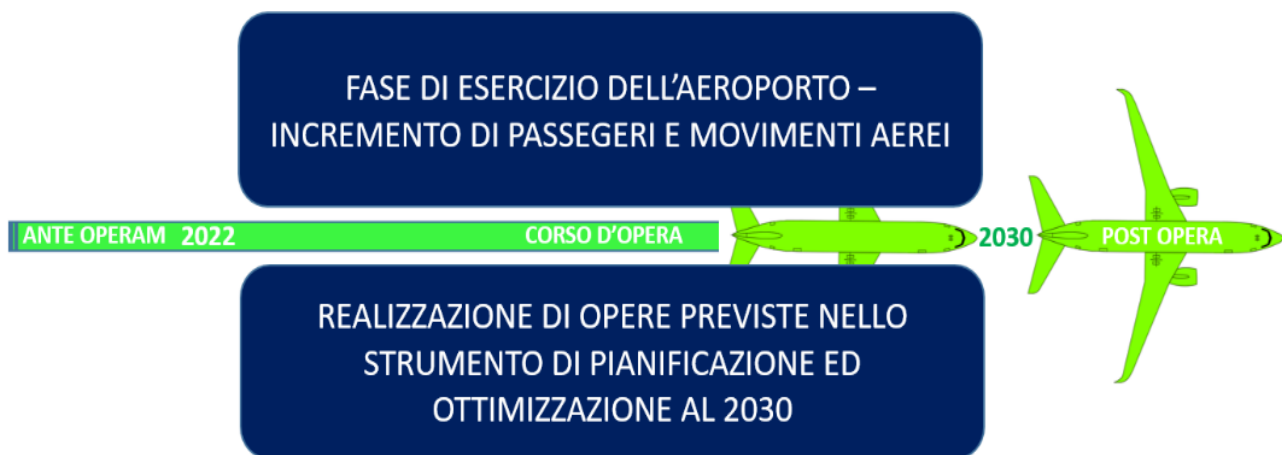 FASE DI ESERCIZIO DELL'AEROPORTO –
INCREMENTO DI PASSEGERI E MOVIMENTI AEREI
ANTE OPERAM 2022 CORSO D'OPERA 2030 POST OPERA
REALIZZAZIONE DI OPERE PREVISTE NELLO
STRUMENTO DI PIANIFICAZIONE ED
OTTIMIZZAZIONE AL 2030